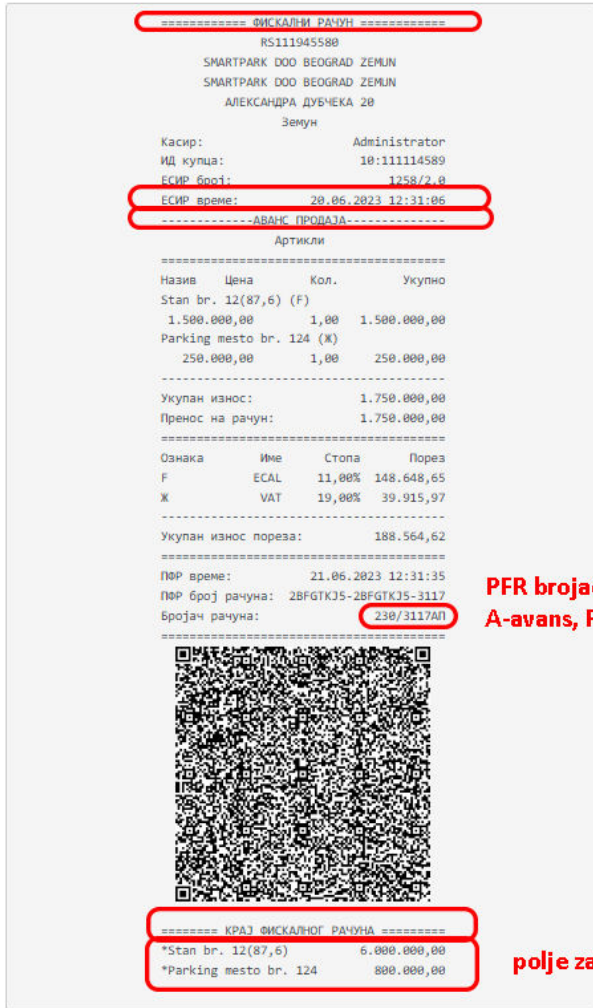 ============ ФИСКАЛНИ РАЧУН ============
RS111945580
SMARTPARK DOO BEOGRAD ZEMUN
SMARTPARK DOO BEOGRAD ZEMUN
АЛЕКСАНДРА ДУБЧЕКА 20
Земун
Касир: Administrator
ИД купца: 10:111114589
ЕСИР број: 1258/2.0
ЕСИР време: 20.06.2023 12:31:06
-------------АВАНС ПРОДАЈА--------------
Артикли
========================================
Назив Цена Кол. Укупно
Stan br. 12(87,6) (F)
1.500.000,00 1,00 1.500.000,00
Parking mesto br. 124 (Ж)
250.000,00 1,00 250.000,00
----------------------------------------
Укупан износ: 1.750.000,00
Пренос на рачун: 1.750.000,00
========================================
Ознака Име Стопа Порез
F ECAL 11,00% 148.648,65
Ж VAT 19,00% 39.915,97
----------------------------------------
Укупан износ пореза: 188.564,62
========================================
ПФР време: 21.06.2023 12:31:35
ПФР број рачуна: 2BFGTKJ5-2BFGTKJ5-3117
Бројач рачуна: 230/3117АП
========================================
PFR broja
A-avans,
======== КРАЈ ФИСКАЛНОГ РАЧУНА =========
*Stan br. 12(87,6) 6.000.000,00
*Parking mesto br. 124 800.000,00
polje za